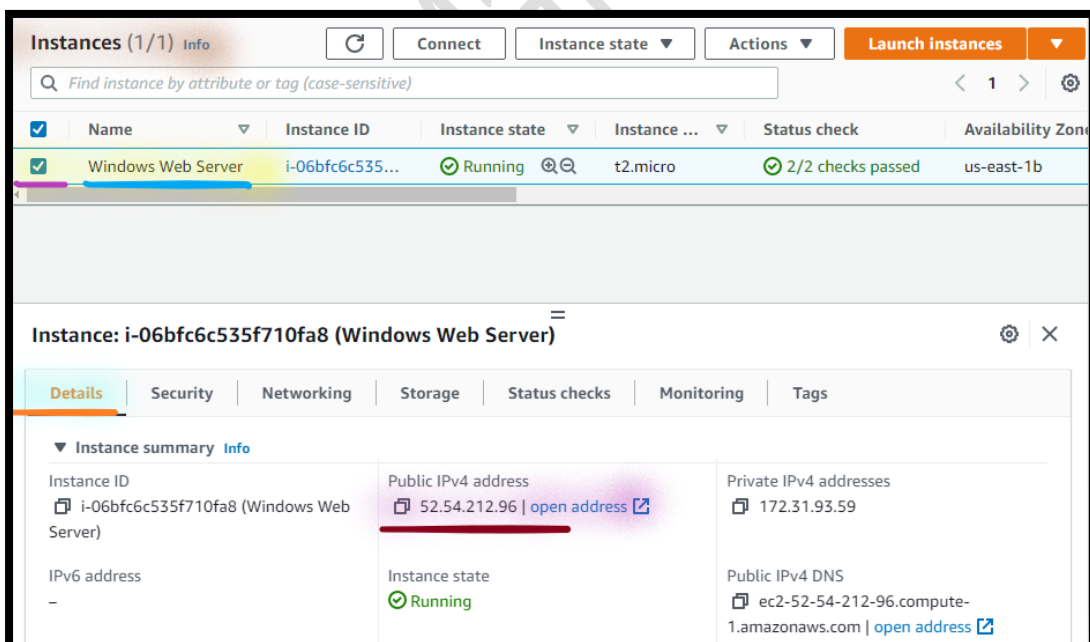 Instances (1/1) Info Connect Instance state Actions Launch instances
Find instance by attribute or tag (case-sensitive) 1
Name Instance ID Instance state Instance ... Status check Availability Zone
Windows Web Server i-06bfc6c535... Running t2.micro 2/2 checks passed us-east-1b
Instance: i-06bfc6c535f710fa8 (Windows Web Server)
Details Security Networking Storage Status checks Monitoring Tags
Instance summary Info
Instance ID Public IPv4 address Private IPv4 addresses
i-06bfc6c535f710fa8 (Windows Web 52.54.212.96 | open address 172.31.93.59
Server)
IPv6 address Instance state Public IPv4 DNS
– Running ec2-52-54-212-96.compute-
1.amazonaws.com | open address